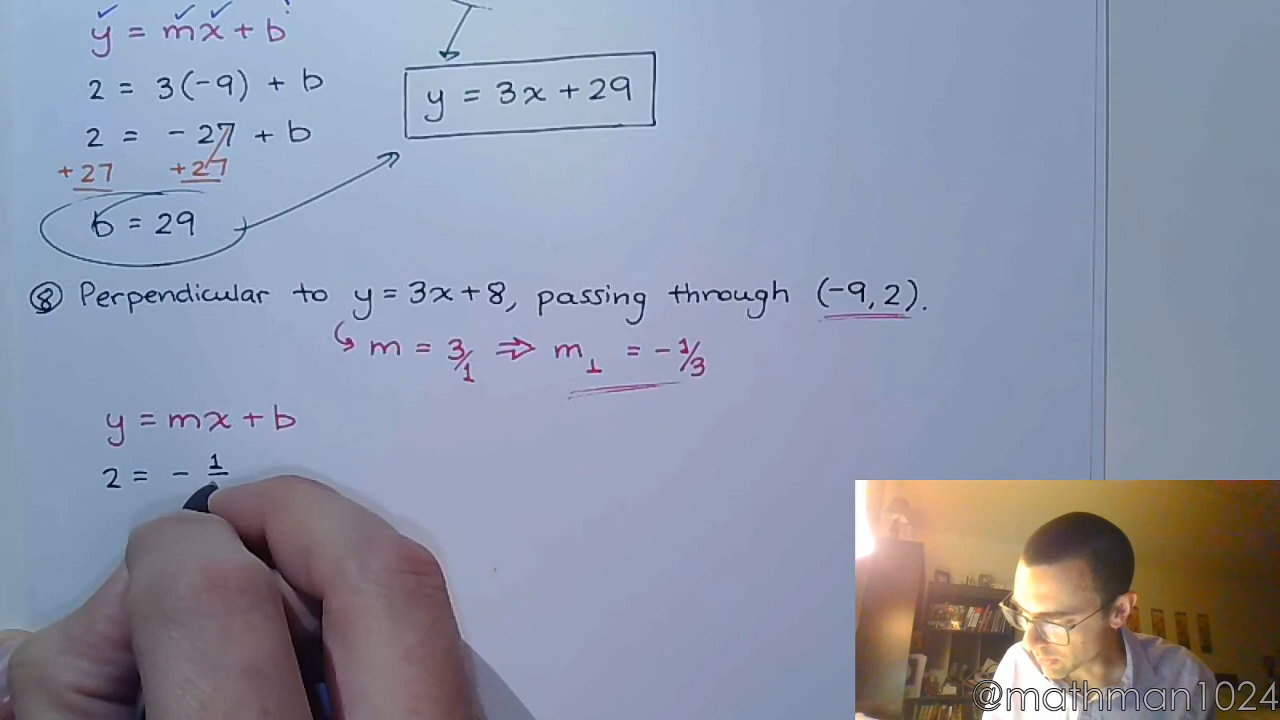 y = mx + b
2 = 3(-9) + b
2 = -27 + b
+27 +27
b = 29
y = 3x + 29
⑧ Perpendicular to y = 3x + 8, passing through (-9, 2).
m = 3/1 ⇒ m⊥ = -1/3
y = mx + b
2 = - 1
@mathman1024